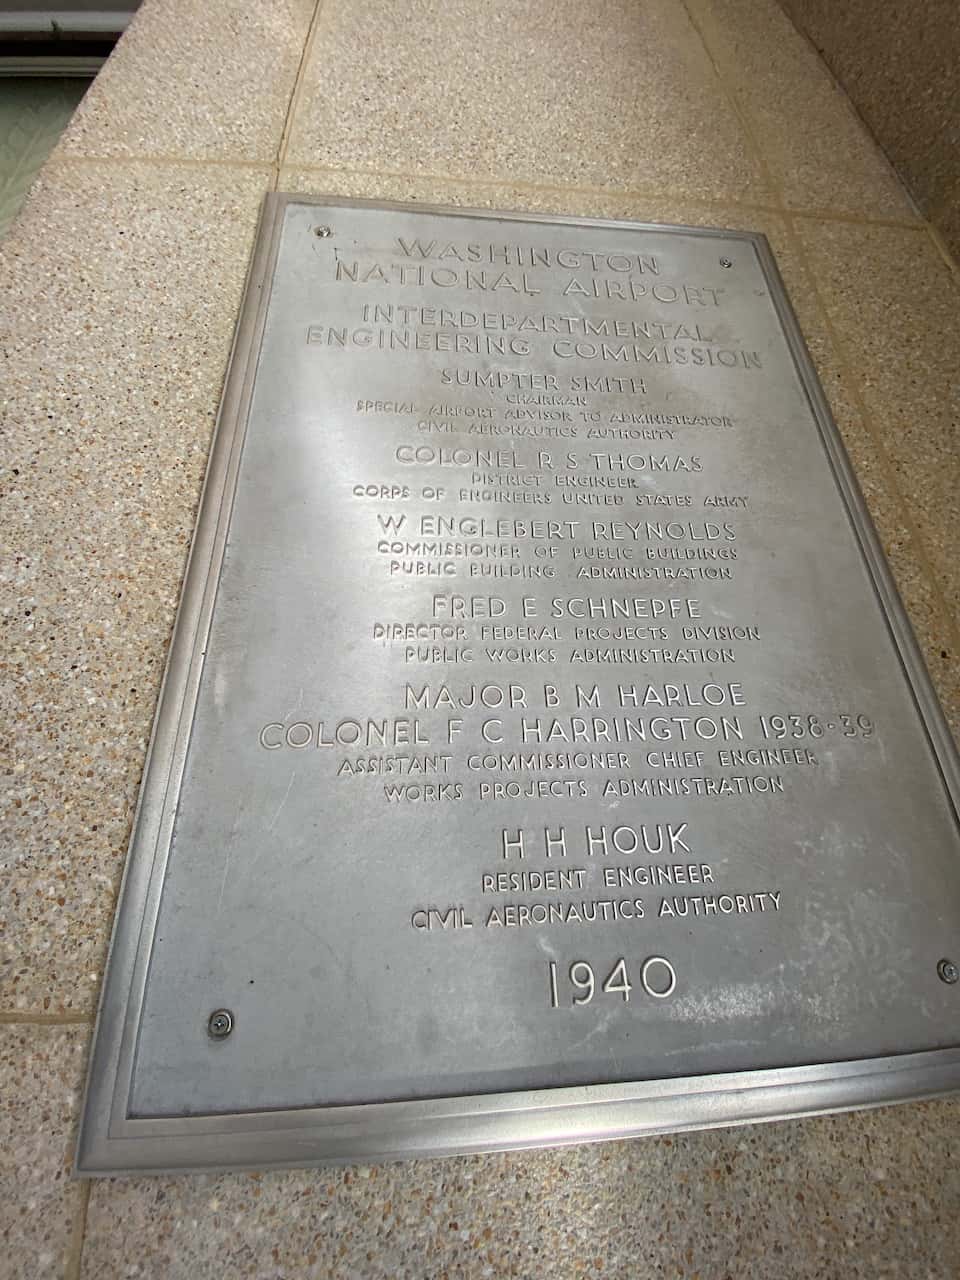 WASHINGTON
NATIONAL AIRPORT
INTERDEPARTMENTAL
ENGINEERING COMMISSION
SUMPTER SMITH
CHAIRMAN
SPECIAL AIRPORT ADVISOR TO ADMINISTRATOR
CIVIL AERONAUTICS AUTHORITY
COLONEL R S THOMAS
DISTRICT ENGINEER
CORPS OF ENGINEERS UNITED STATES ARMY
W ENGLEBERT REYNOLDS
COMMISSIONER OF PUBLIC BUILDINGS
PUBLIC BUILDING ADMINISTRATION
FRED E SCHNEPFE
DIRECTOR FEDERAL PROJECTS DIVISION
PUBLIC WORKS ADMINISTRATION
MAJOR B M HARLOE
COLONEL F C HARRINGTON 1938-39
ASSISTANT COMMISSIONER CHIEF ENGINEER
WORKS PROJECTS ADMINISTRATION
H H HOUK
RESIDENT ENGINEER
CIVIL AERONAUTICS AUTHORITY
1940